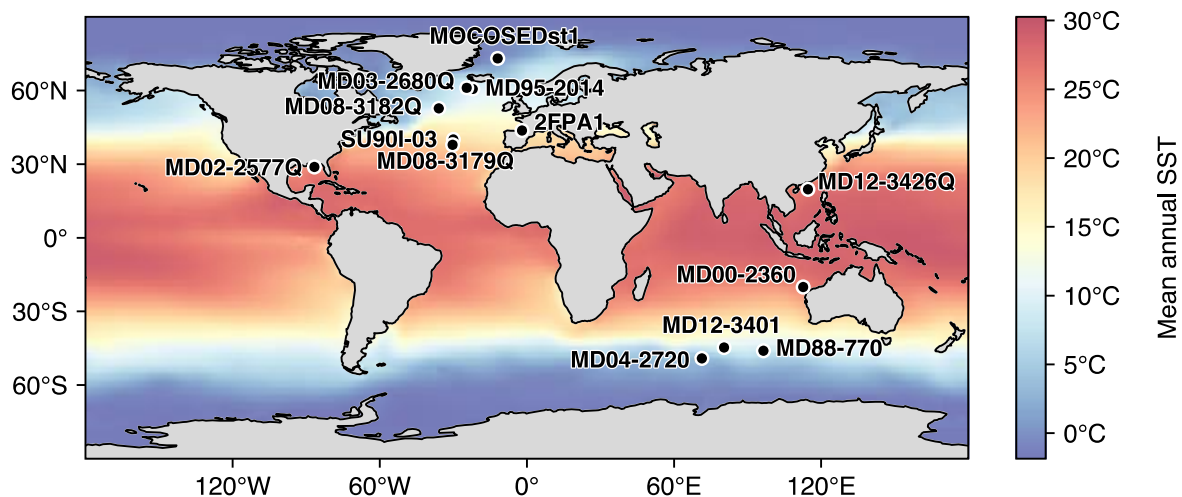 MOCOSEDst1
MD03-2680Q
MD95-2014
MD08-3182Q
2FPA1
SU90I-03
MD08-3179Q
MD02-2577Q
MD12-3426Q
MD00-2360
MD12-3401
MD88-770
MD04-2720
60°N
30°N
0°
30°S
60°S
120°W
60°W
0°
60°E
120°E
30°C
25°C
20°C
15°C
10°C
5°C
0°C
Mean annual SST